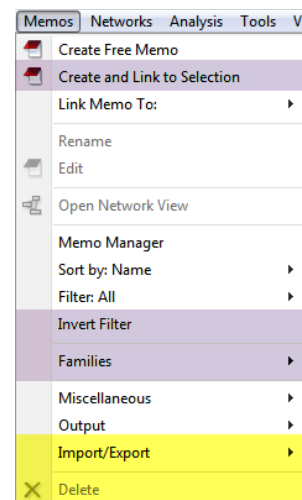 Memos Networks Analysis Tools V
Create Free Memo
Create and Link to Selection
Link Memo To:
Rename
Edit
Open Network View
Memo Manager
Sort by: Name
Filter: All
Invert Filter
Families
Miscellaneous
Output
Import/Export
Delete